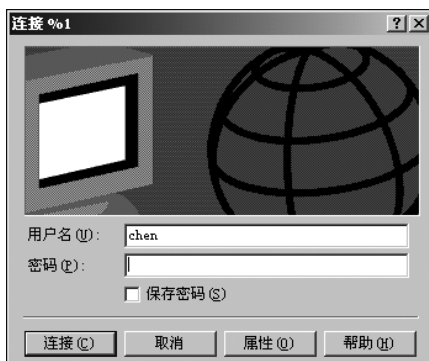 连接 %1
用户名(U):
chen
密码(P):
保存密码(S)
连接(C) 取消 属性(O) 帮助(H)